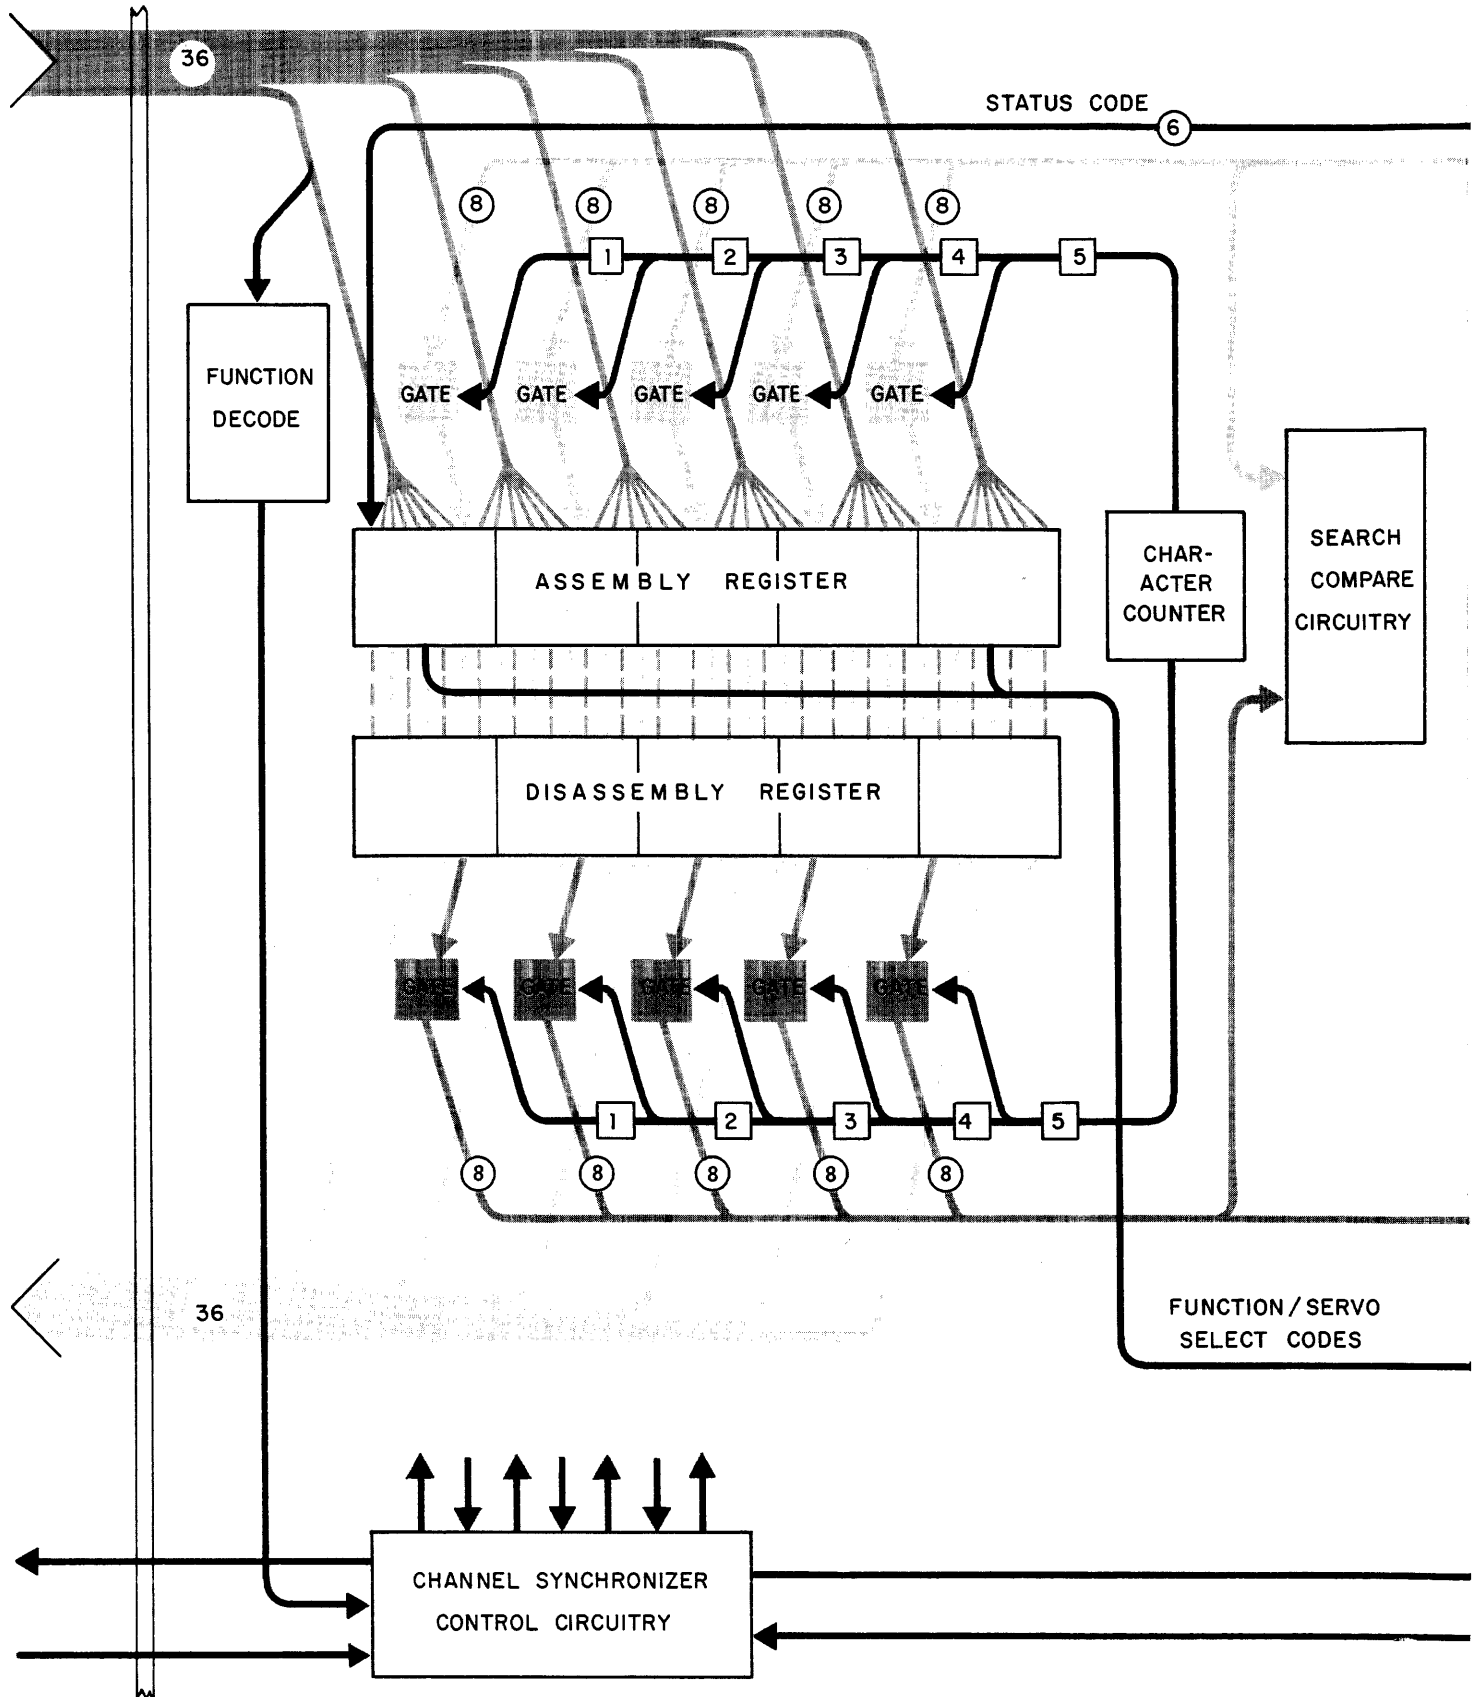 36
STATUS CODE
6
8 8 8 8 8
1 2 3 4 5
FUNCTION
DECODE
GATE GATE GATE GATE GATE
SEARCH
COMPARE
CIRCUITRY
CHAR-
ACTER
COUNTER
ASSEMBLY REGISTER
DISASSEMBLY REGISTER
GATE GATE GATE GATE GATE
1 2 3 4 5
8 8 8 8 8
36
FUNCTION/SERVO
SELECT CODES
CHANNEL SYNCHRONIZER
CONTROL CIRCUITRY